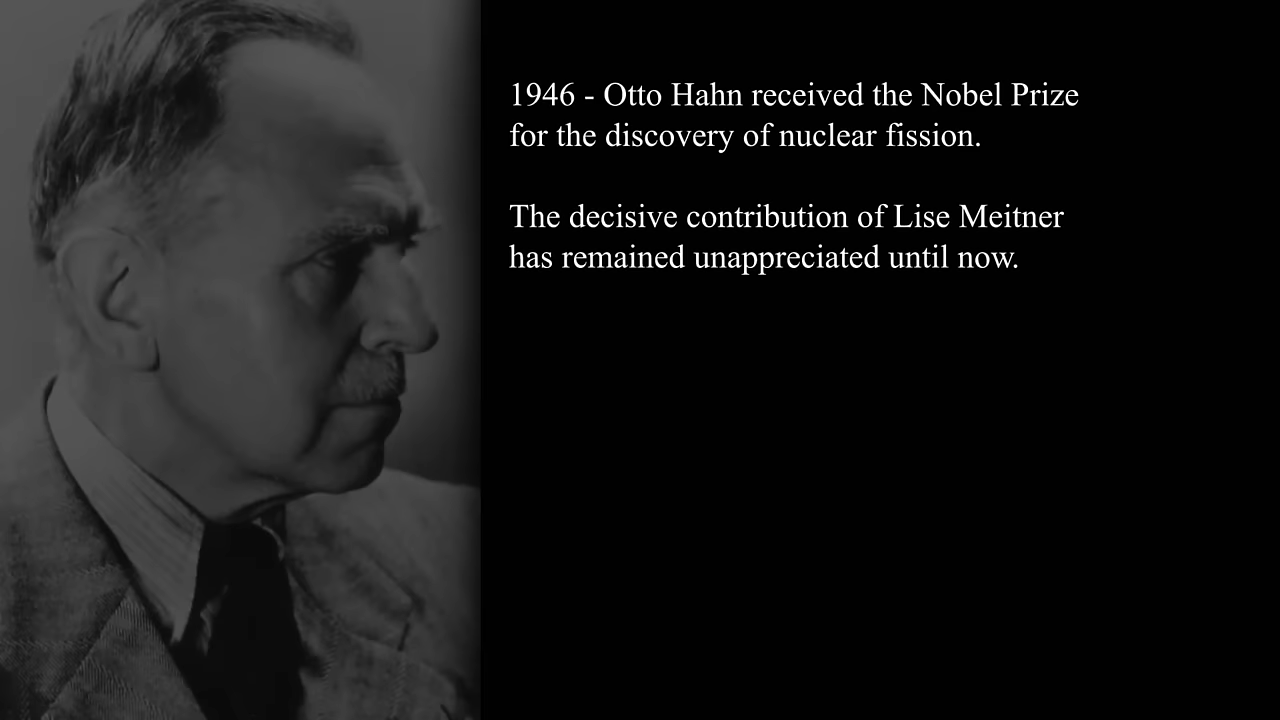 1946 - Otto Hahn received the Nobel Prize
for the discovery of nuclear fission.
The decisive contribution of Lise Meitner
has remained unappreciated until now.